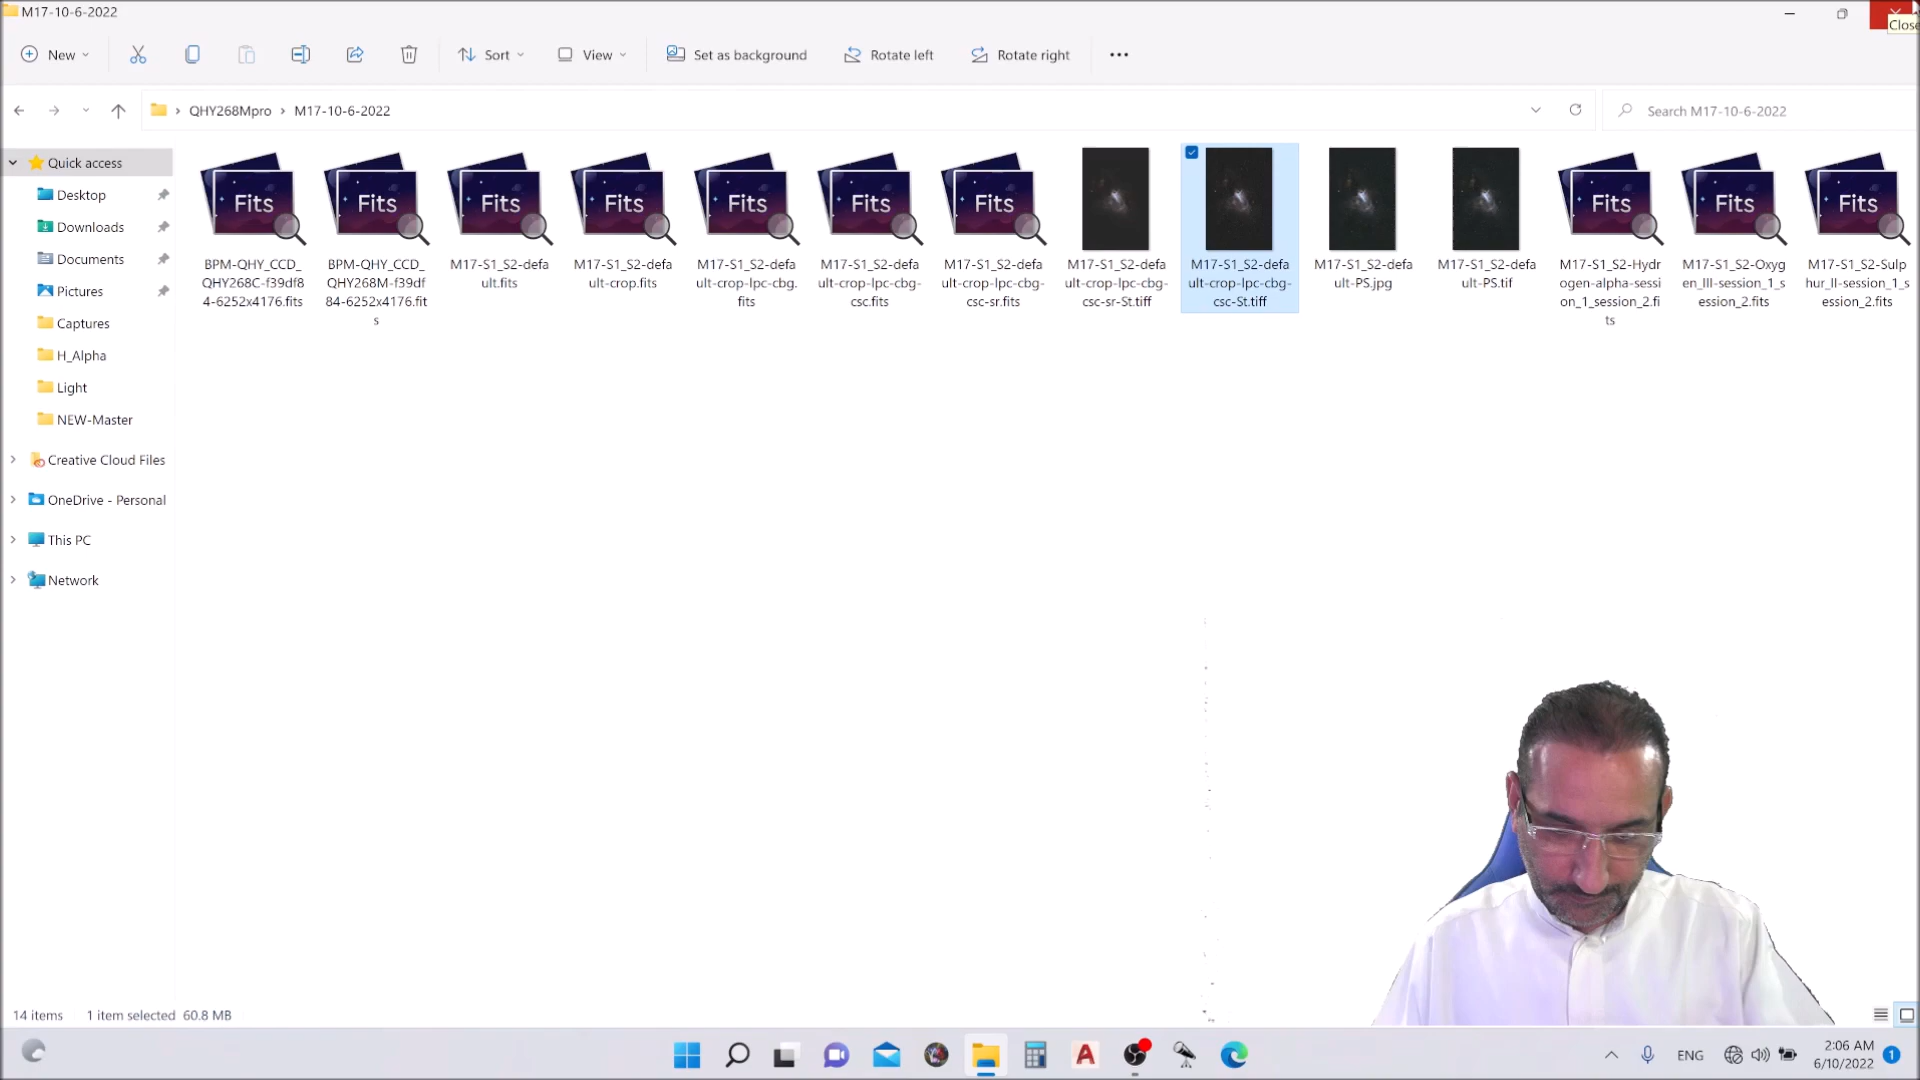 M17-10-6-2022
Close
New
Sort
View
Set as background
Rotate left
Rotate right
QHY268Mpro
M17-10-6-2022
Search M17-10-6-2022
Quick access
Desktop
Downloads
Documents
Pictures
Captures
H_Alpha
Light
NEW-Master
Creative Cloud Files
OneDrive - Personal
This PC
Network
Fits
BPM-QHY_CCD_
QHY268C-f39df8
4-6252x4176.fits
Fits
BPM-QHY_CCD_
QHY268M-f39df
84-6252x4176.fit
s
Fits
M17-S1_S2-defa
ult.fits
Fits
M17-S1_S2-defa
ult-crop.fits
Fits
M17-S1_S2-defa
ult-crop-lpc-cbg.
fits
Fits
M17-S1_S2-defa
ult-crop-lpc-cbg-
csc.fits
Fits
M17-S1_S2-defa
ult-crop-lpc-cbg-
csc-sr.fits
M17-S1_S2-defa
ult-crop-lpc-cbg-
csc-sr-St.tiff
M17-S1_S2-defa
ult-crop-lpc-cbg-
csc-St.tiff
M17-S1_S2-defa
ult-PS.jpg
M17-S1_S2-defa
ult-PS.tif
Fits
M17-S1_S2-Hydr
ogen-alpha-sessi
on_1_session_2.fi
ts
Fits
M17-S1_S2-Oxyg
en_III-session_1_s
ession_2.fits
Fits
M17-S1_S2-Sulp
hur_II-session_1_s
ession_2.fits
14 items
1 item selected 60.8 MB
ENG
2:06 AM
6/10/2022
1